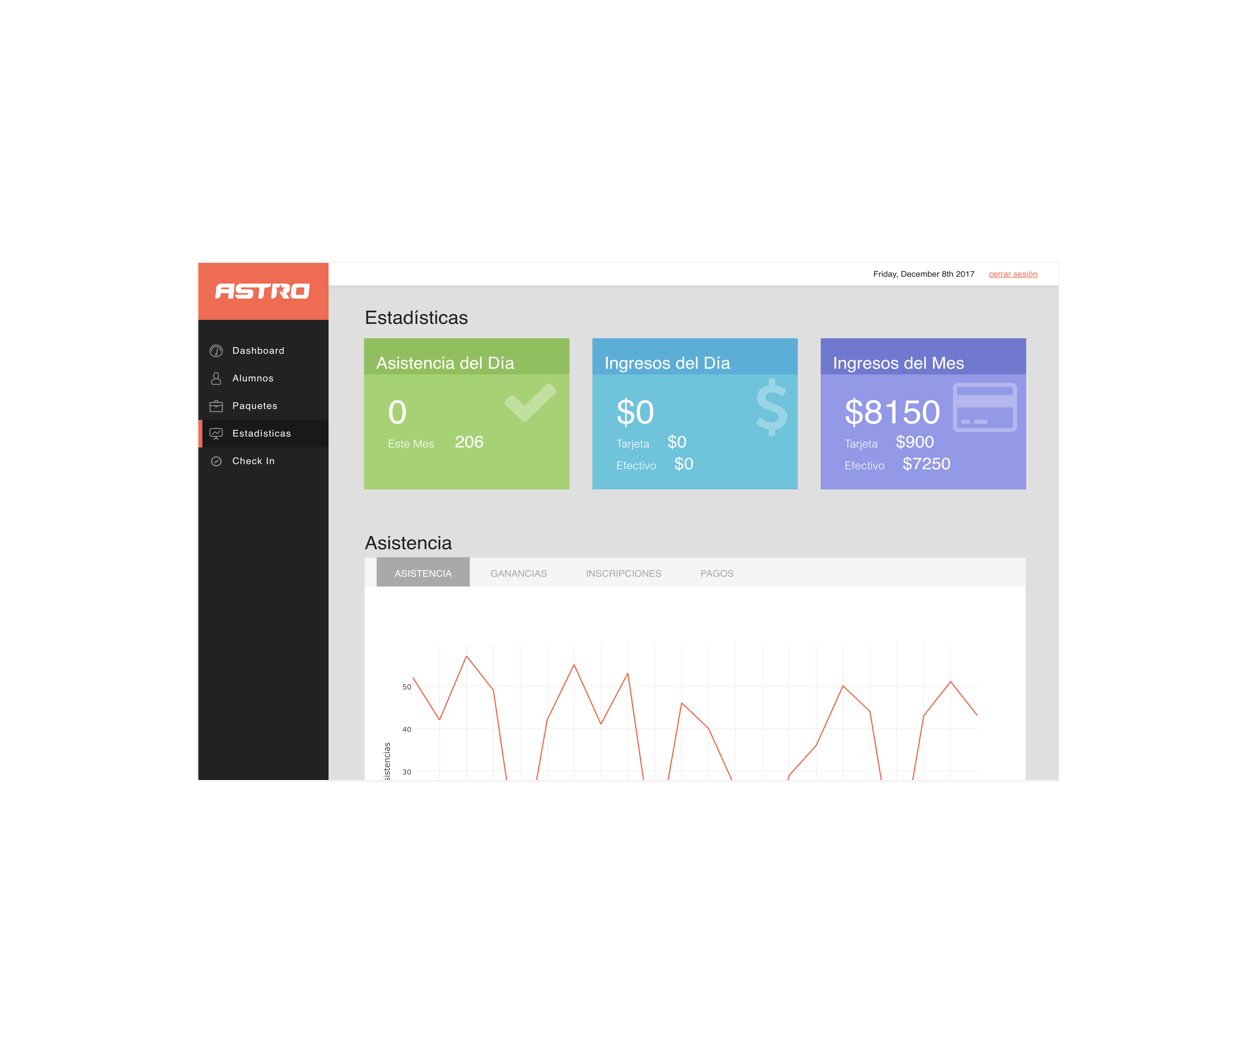 ASTRO
Friday, December 8th 2017 cerrar sesión
Dashboard
Alumnos
Paquetes
Estadísticas
Check In
Estadísticas
Asistencia del Día
0
Este Mes 206
Ingresos del Día
$0
Tarjeta $0
Efectivo $0
Ingresos del Mes
$8150
Tarjeta $900
Efectivo $7250
Asistencia
ASISTENCIA GANANCIAS INSCRIPCIONES PAGOS
50
40
30